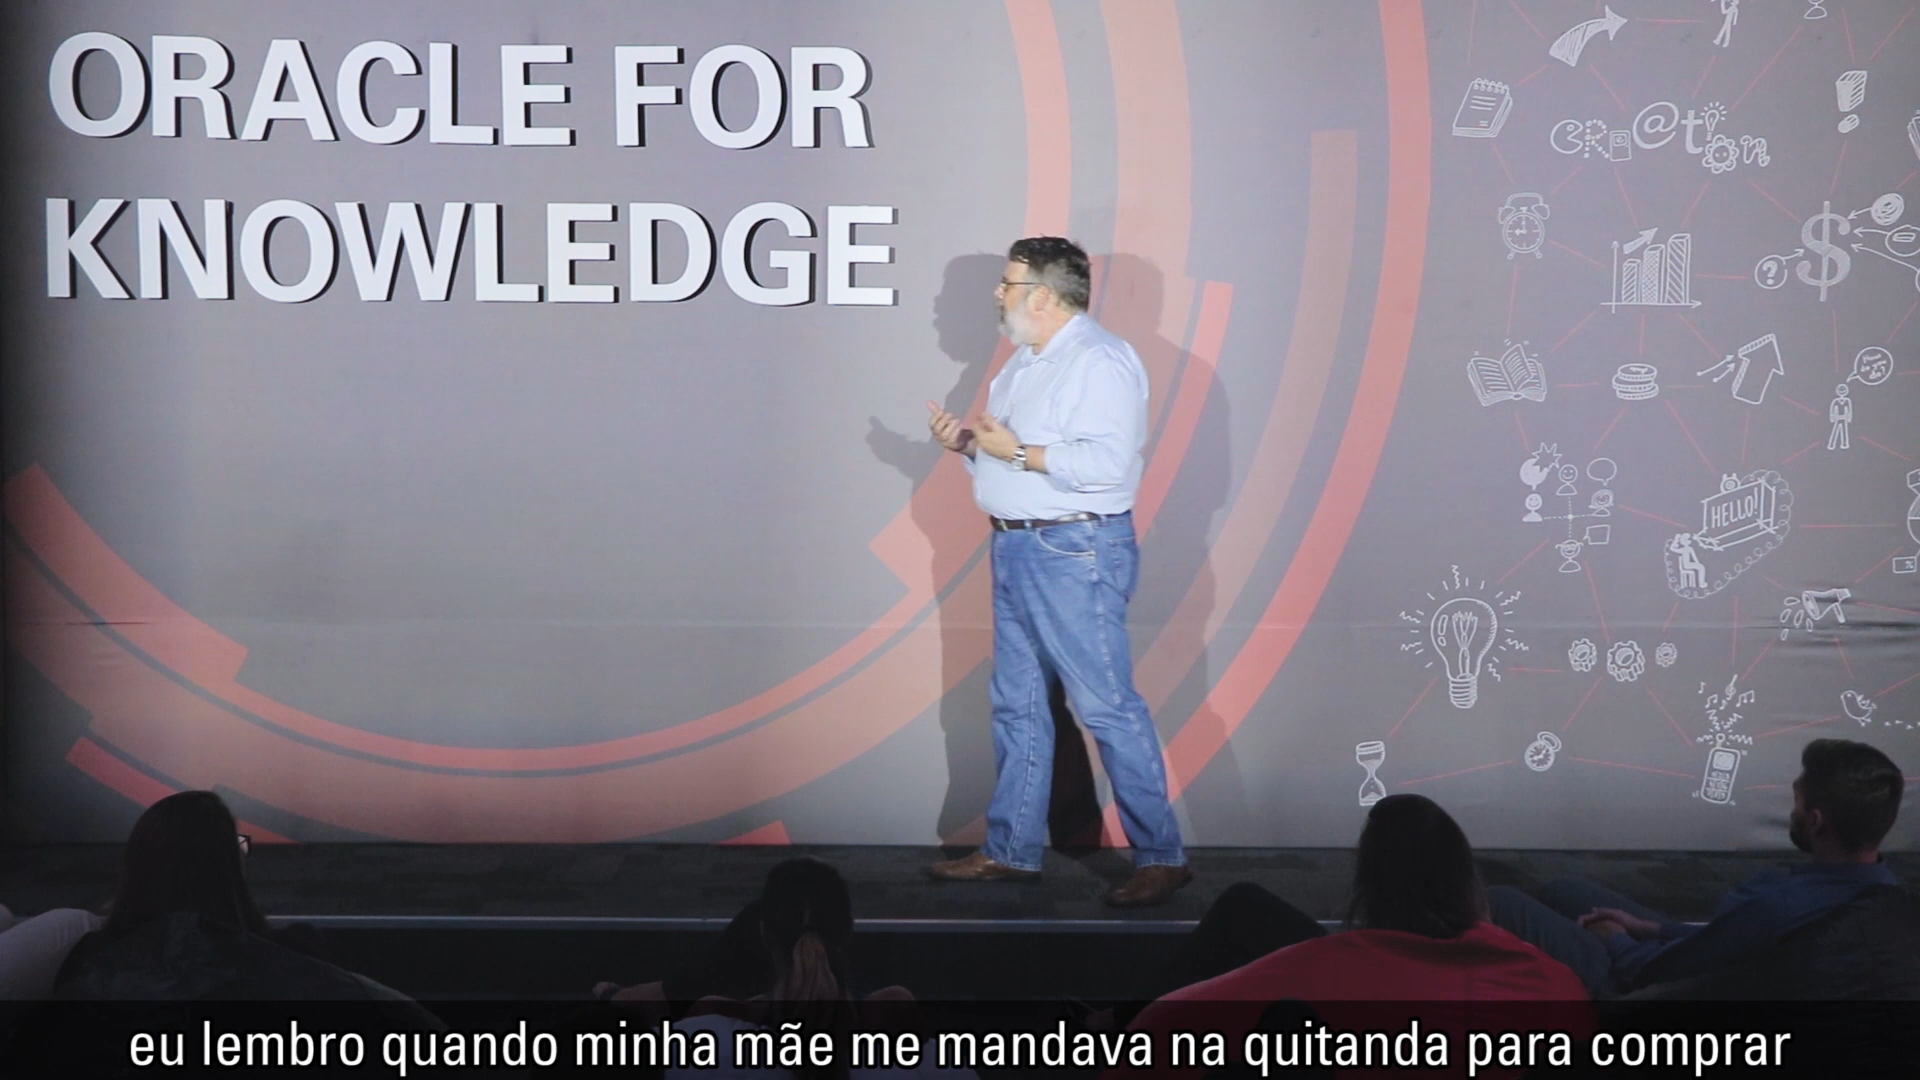 ORACLE FOR
KNOWLEDGE
CRe@tIon
$
?
HELLO!
%
eu lembro quando minha mãe me mandava na quitanda para comprar